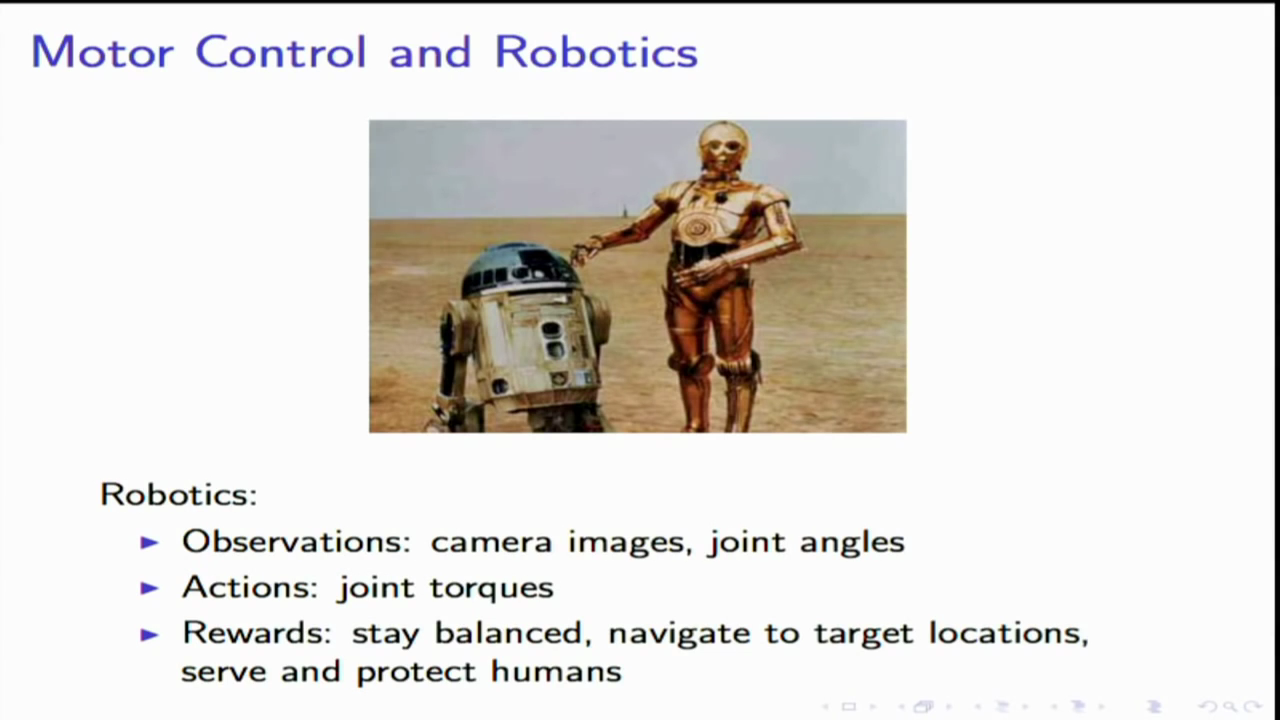 Motor Control and Robotics
Robotics:
Observations: camera images, joint angles
Actions: joint torques
Rewards: stay balanced, navigate to target locations,
serve and protect humans